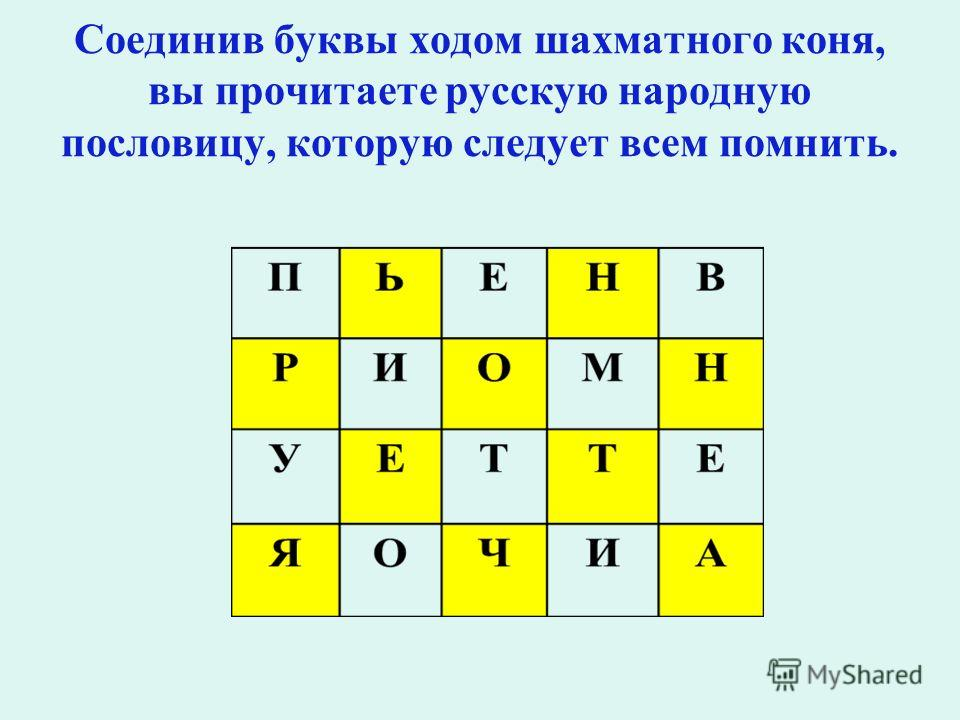 Соединив буквы ходом шахматного коня,
вы прочитаете русскую народную
пословицу, которую следует всем помнить.
П Ь Е Н В
Р И О М Н
У Е Т Т Е
Я О Ч И А
MyShared